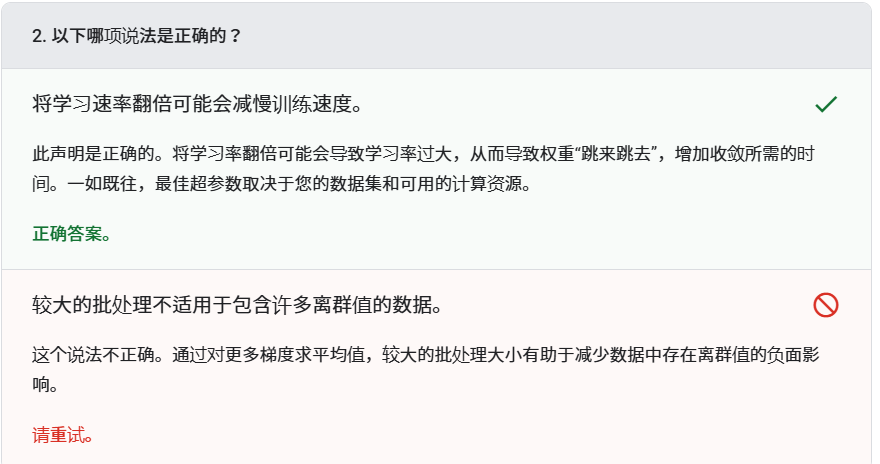 2. 以下哪项说法是正确的？
将学习速率翻倍可能会减慢训练速度。
此声明是正确的。将学习率翻倍可能会导致学习率过大，从而导致权重“跳来跳去”，增加收敛所需的时
间。一如既往，最佳超参数取决于您的数据集和可用的计算资源。
正确答案。
较大的批处理不适用于包含许多离群值的数据。
这个说法不正确。通过对更多梯度求平均值，较大的批处理大小有助于减少数据中存在离群值的负面影
响。
请重试。